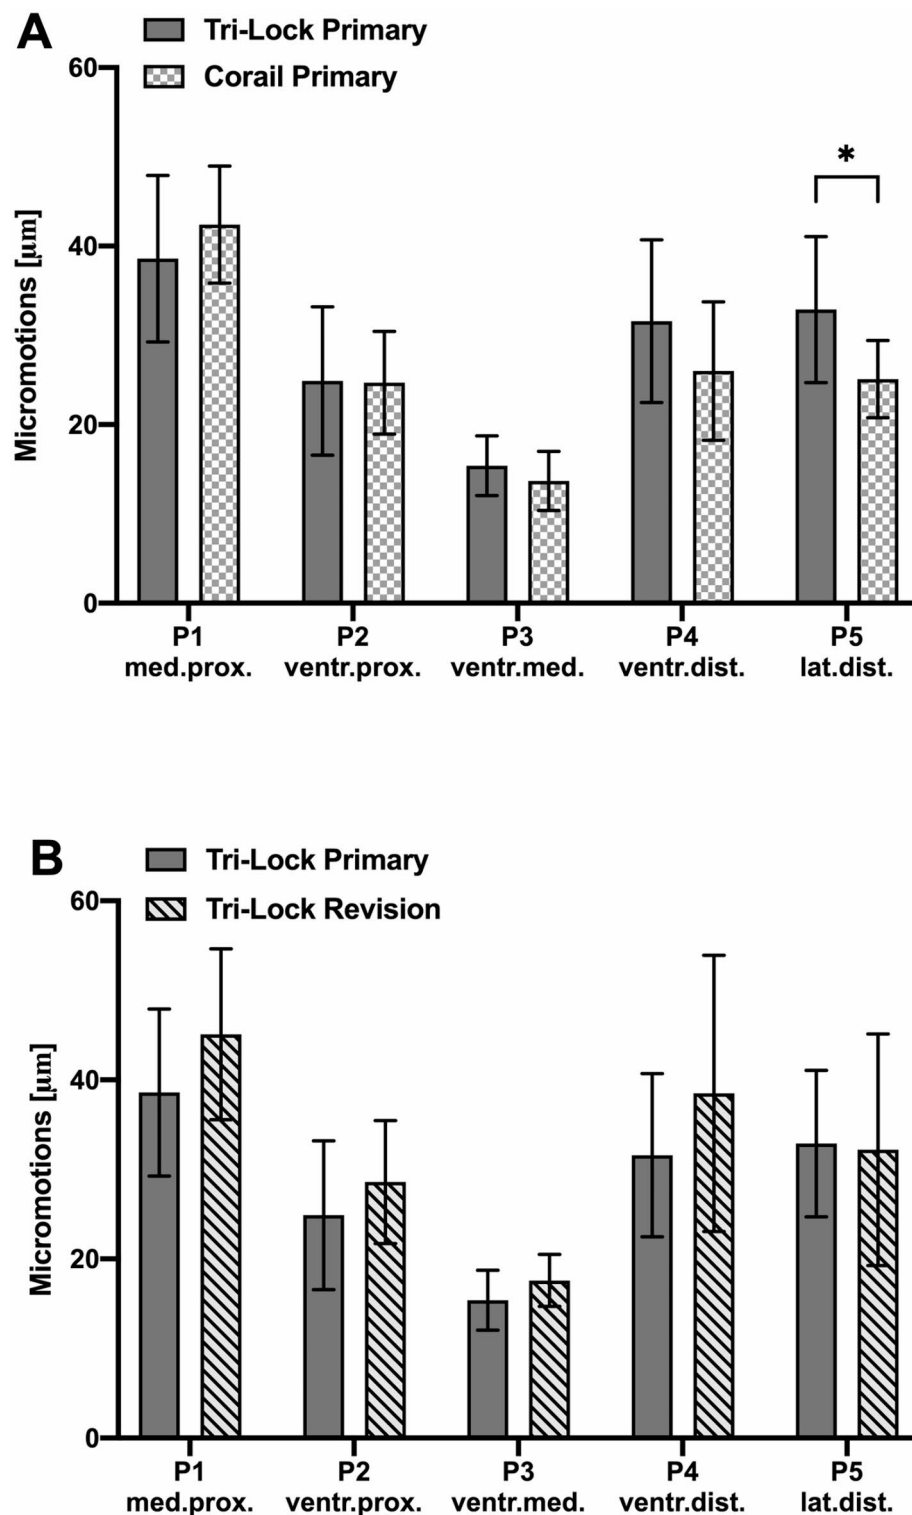 A
Tri-Lock Primary
Corail Primary
Micromotions [µm]
60
40
20
0
*
P1 P2 P3 P4 P5
med.prox. ventr.prox. ventr.med. ventr.dist. lat.dist.
B
Tri-Lock Primary
Tri-Lock Revision
Micromotions [µm]
60
40
20
0
P1 P2 P3 P4 P5
med.prox. ventr.prox. ventr.med. ventr.dist. lat.dist.